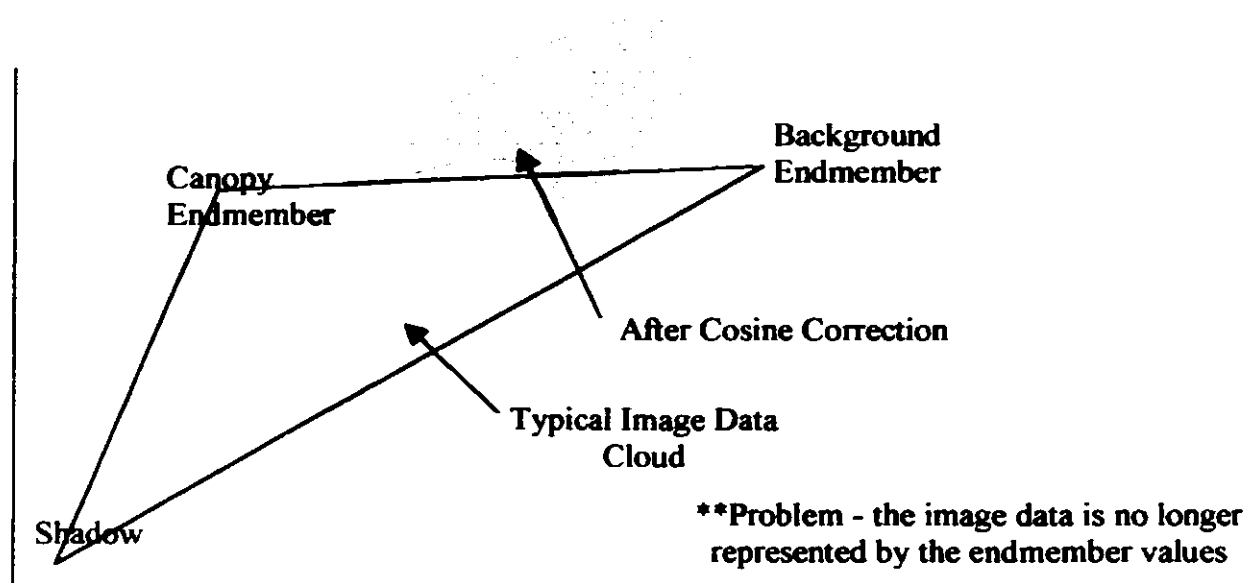 Background
Endmember
Canopy
Endmember
After Cosine Correction
Typical Image Data
Cloud
Shadow
**Problem - the image data is no longer
represented by the endmember values